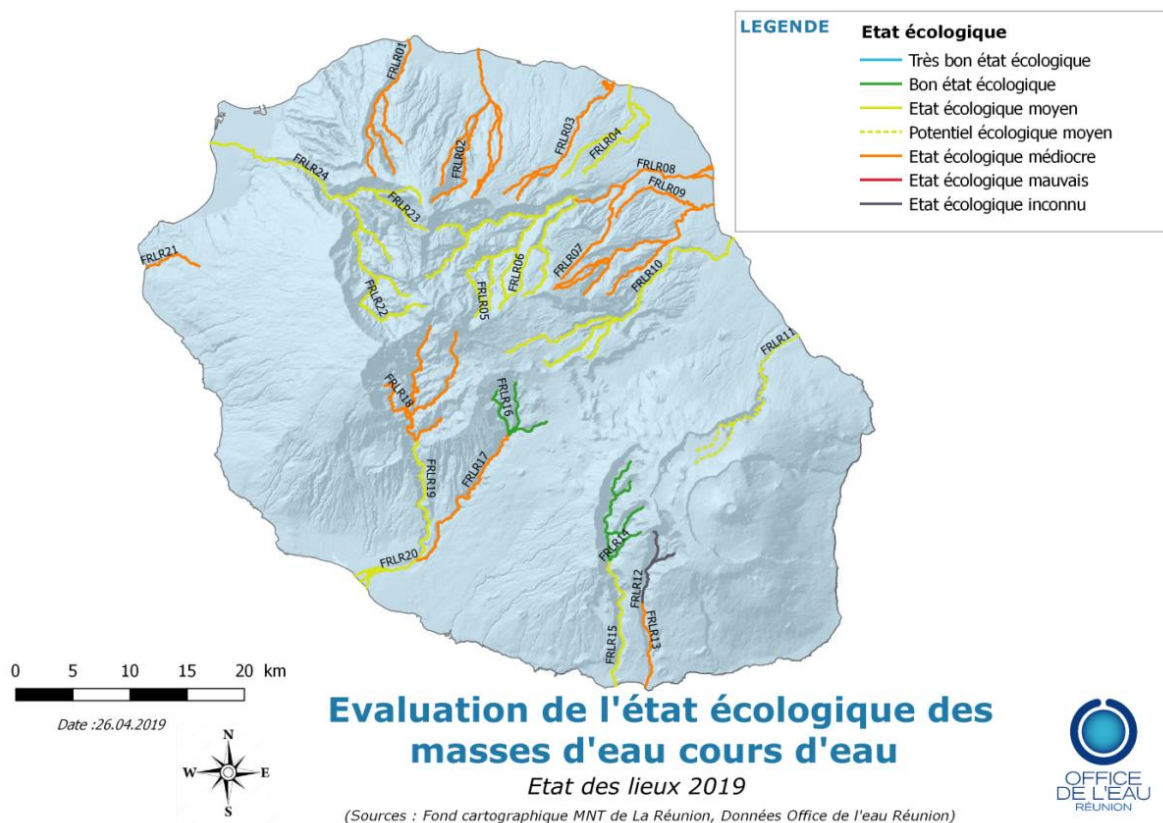 LEGENDE
Etat écologique
Très bon état écologique
Bon état écologique
Etat écologique moyen
Potentiel écologique moyen
Etat écologique médiocre
Etat écologique mauvais
Etat écologique inconnu
FRLR01
FRLR02
FRLR03
FRLR04
FRLR08
FRLR09
FRLR24
FRLR23
FRLR21
FRLR07
FRLR06
FRLR10
FRLR22
FRLR05
FRLR11
FRLR18
FRLR16
FRLR19
FRLR17
FRLR20
FRLR14
FRLR12
FRLR15
FRLR13
0 5 10 15 20 km
Date :26.04.2019
N
W E
S
Evaluation de l'état écologique des
masses d'eau cours d'eau
Etat des lieux 2019
(Sources : Fond cartographique MNT de La Réunion, Données Office de l'eau Réunion)
OFFICE
DE L'EAU
RÉUNION